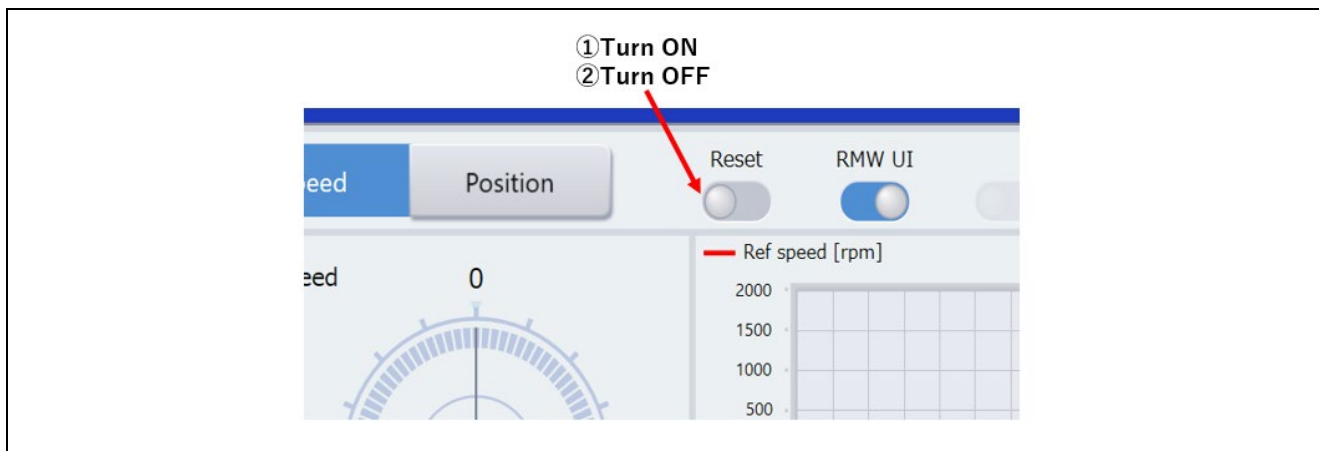 ①Turn ON
②Turn OFF
eed Position Reset RMW UI
eed 0
Ref speed [rpm]
2000
1500
1000
500